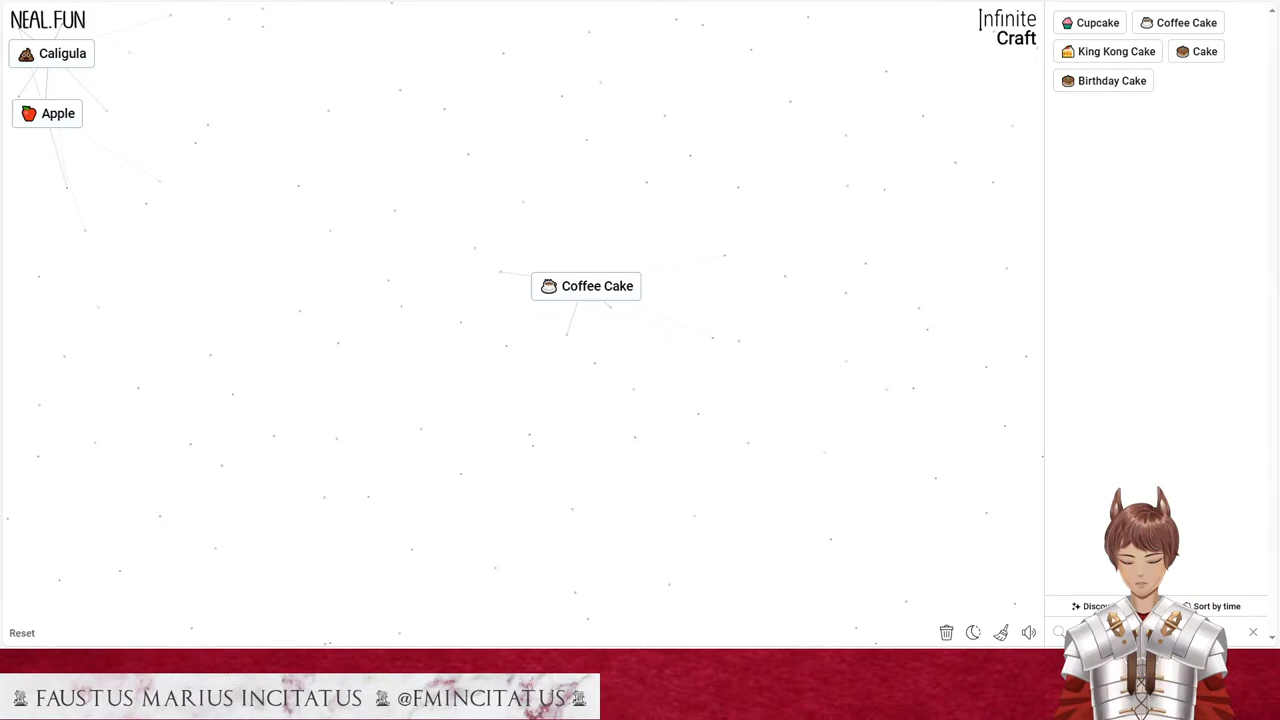 NEAL.FUN
Infinite
Craft
Caligula
Apple
Coffee Cake
Cupcake
Coffee Cake
King Kong Cake
Cake
Birthday Cake
Sort by time
Reset
FAUSTUS MARIUS INCITATUS @FMINCITATUS